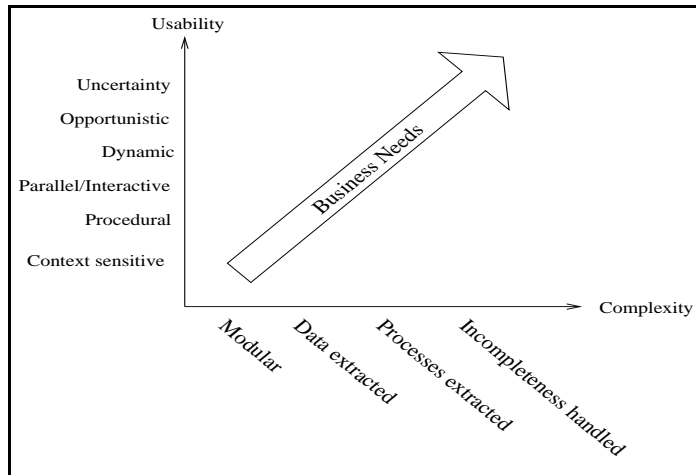 Usability
Uncertainty
Opportunistic
Dynamic
Parallel/Interactive
Procedural
Context sensitive
Business Needs
Complexity
Modular
Data extracted
Processes extracted
Incompleteness handled